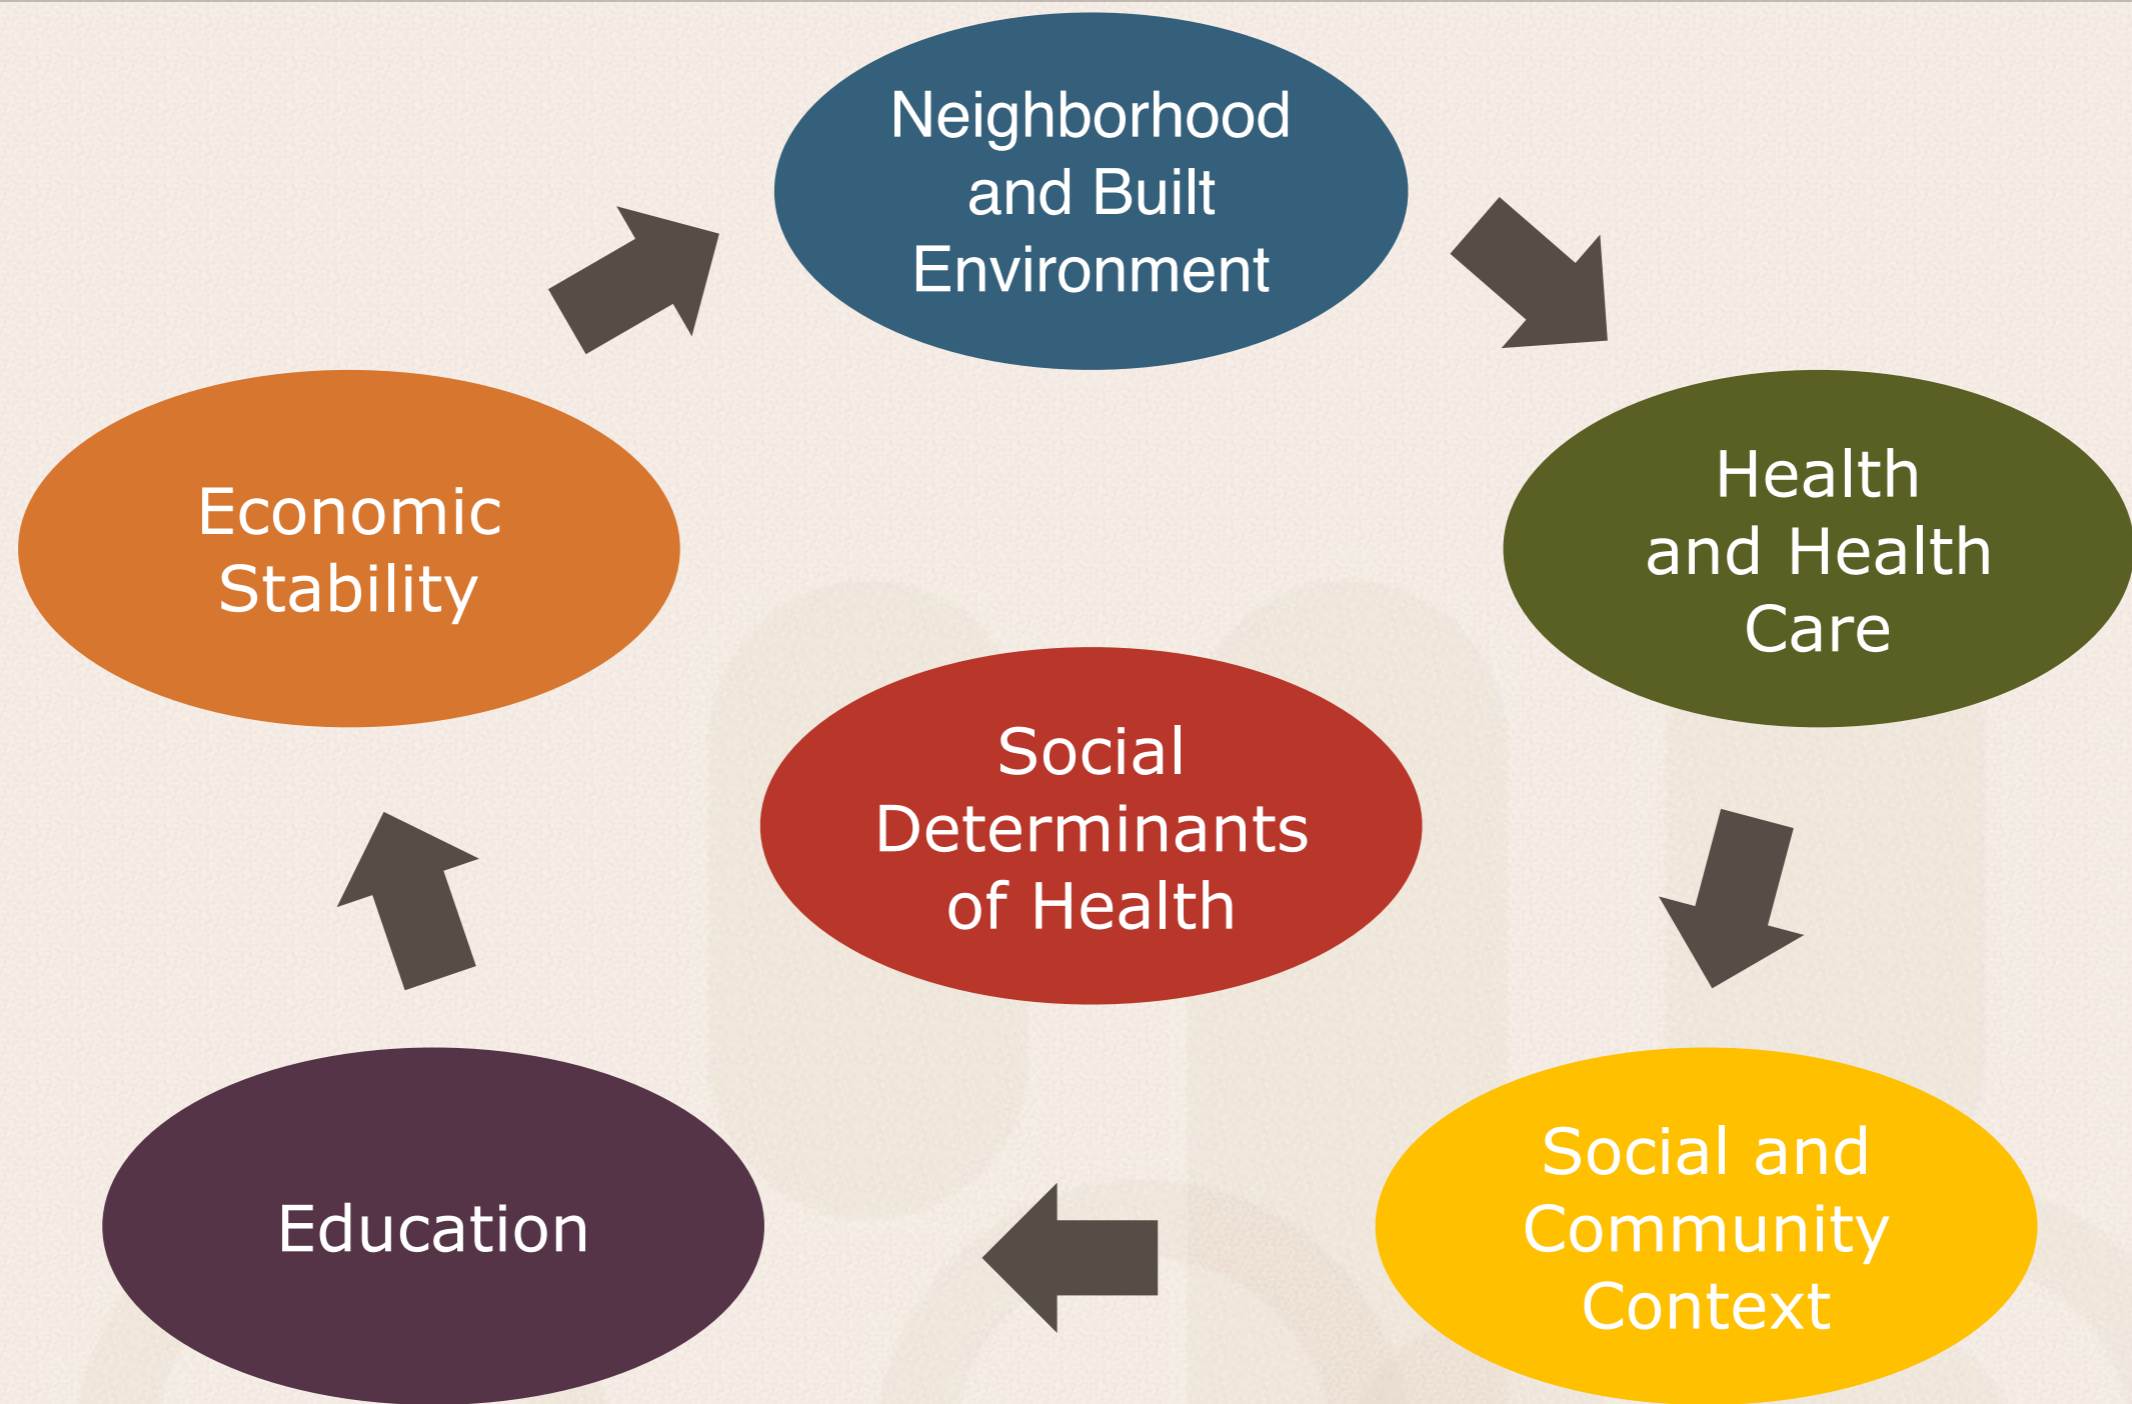 Neighborhood
and Built
Environment
Economic
Stability
Health
and Health
Care
Social
Determinants
of Health
Education
Social and
Community
Context